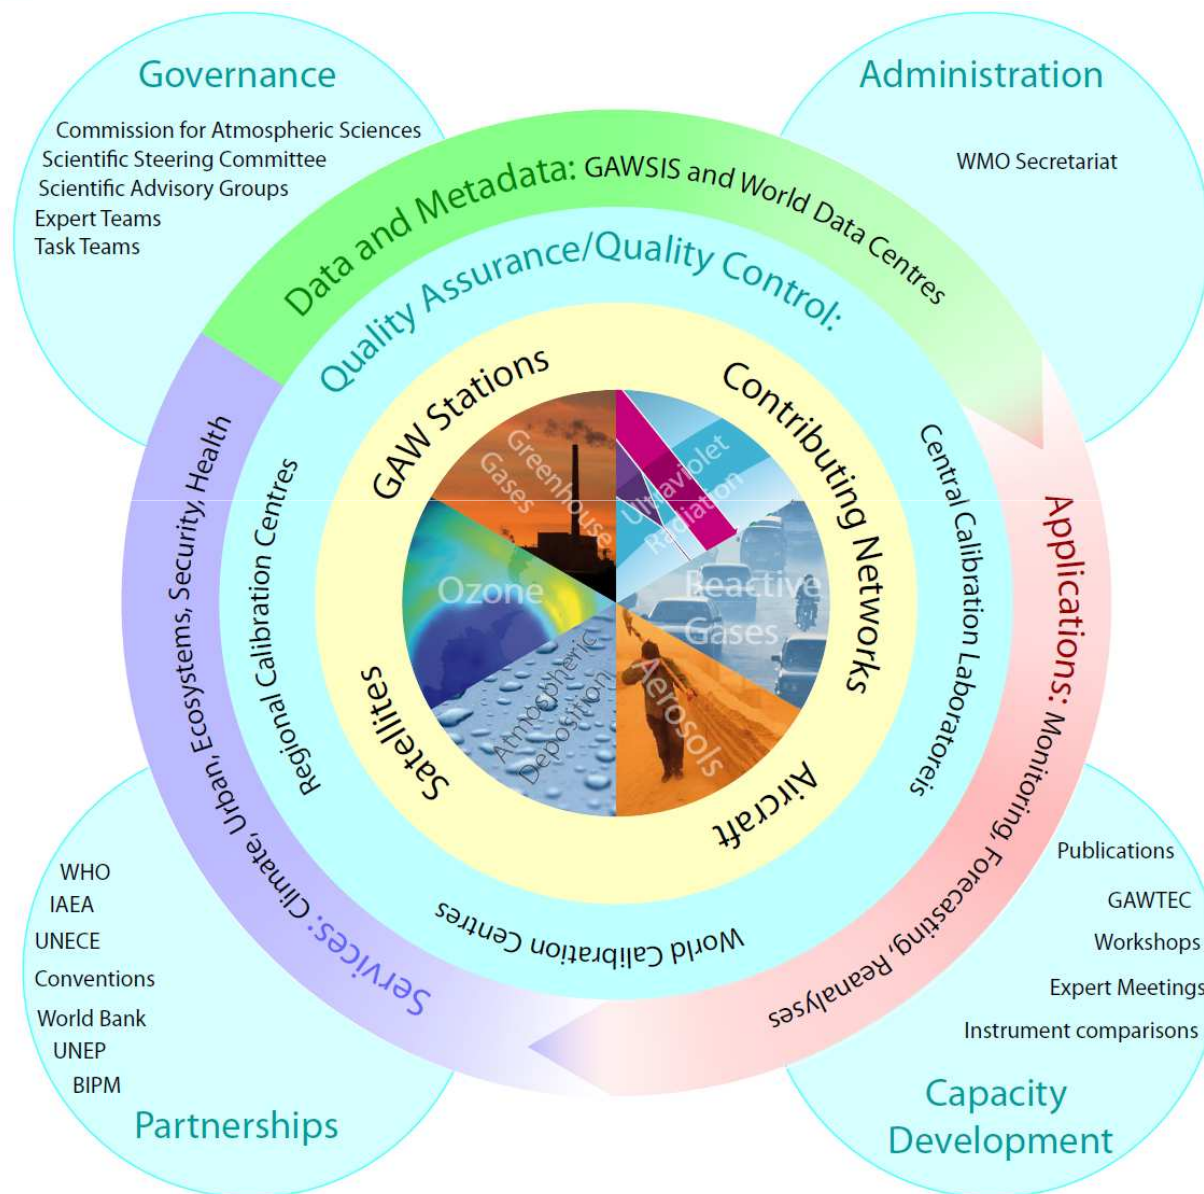 Governance
Commission for Atmospheric Sciences
Scientific Steering Committee
Scientific Advisory Groups
Expert Teams
Task Teams
Administration
WMO Secretariat
Data and Metadata: GAWSIS and World Data Centres
Quality Assurance/Quality Control:
GAW Stations
Contributing Networks
Greenhouse
Gases
Ultraviolet
Radiation
Ozone
Reactive
Gases
Atmospheric
Deposition
Aerosols
Satellites
Aircraft
Regional Calibration Centres
Central Calibration Laboratoreis
World Calibration Centres
Applications: Monitoring, Forecasting, Reanalyses
Services: Climate, Urban, Ecosystems, Security, Health
WHO
IAEA
UNECE
Conventions
World Bank
UNEP
BIPM
Partnerships
Publications
GAWTEC
Workshops
Expert Meetings
Instrument comparisons
Capacity
Development